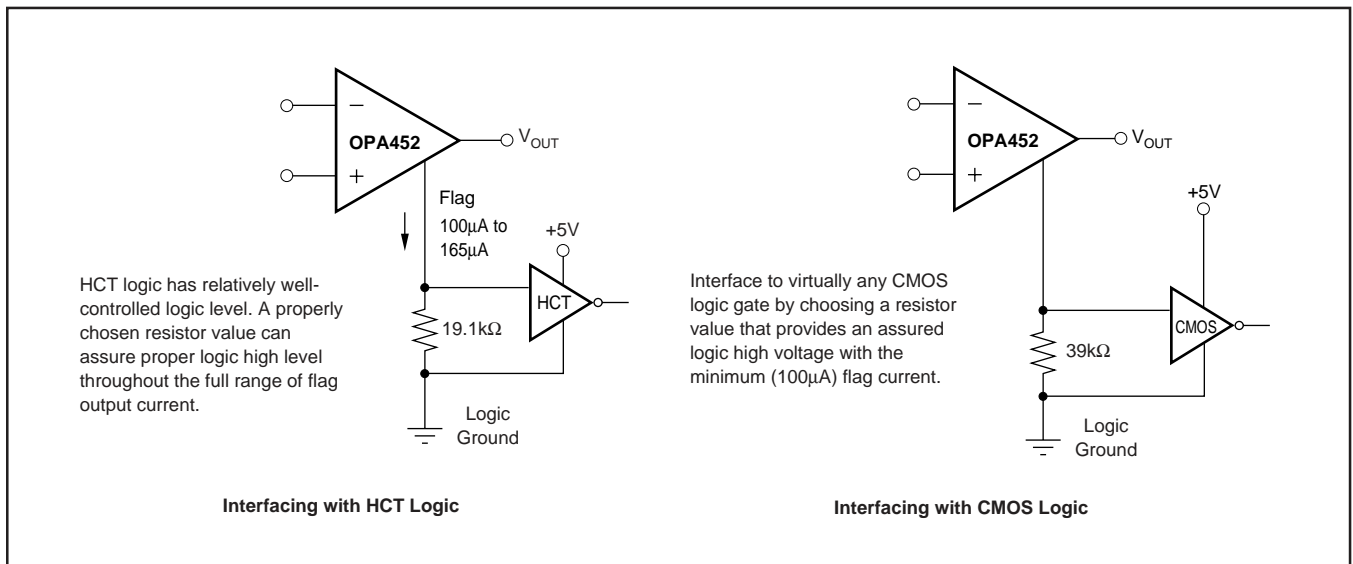 −
OPA452
+
V_OUT
Flag
100µA to
165µA
+5V
HCT
19.1kΩ
Logic
Ground
HCT logic has relatively well-
controlled logic level. A properly
chosen resistor value can
assure proper logic high level
throughout the full range of flag
output current.
Interfacing with HCT Logic
−
OPA452
+
V_OUT
+5V
CMOS
39kΩ
Logic
Ground
Interface to virtually any CMOS
logic gate by choosing a resistor
value that provides an assured
logic high voltage with the
minimum (100µA) flag current.
Interfacing with CMOS Logic